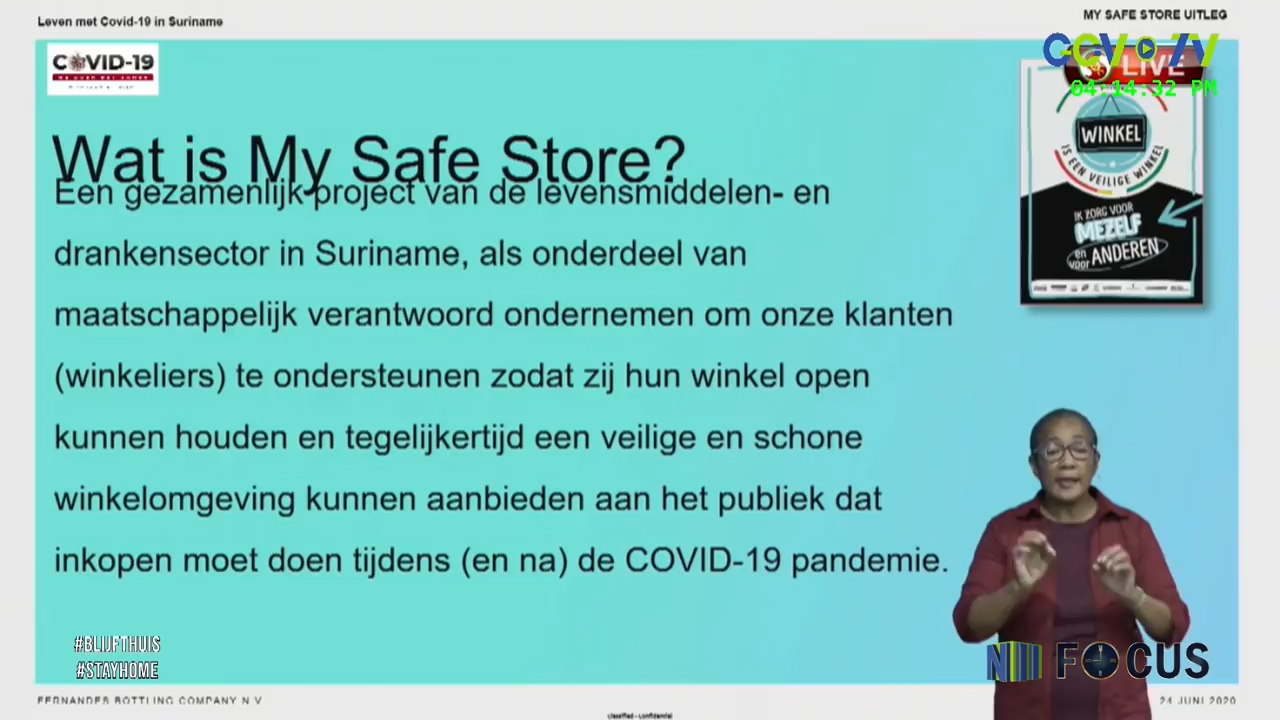 Leven met Covid-19 in Suriname
MY SAFE STORE UITLEG
COVID-19
CCV TV
LIVE
04:14:32 PM
Wat is My Safe Store?
Een gezamenlijk project van de levensmiddelen- en
drankensector in Suriname, als onderdeel van
maatschappelijk verantwoord ondernemen om onze klanten
(winkeliers) te ondersteunen zodat zij hun winkel open
kunnen houden en tegelijkertijd een veilige en schone
winkelomgeving kunnen aanbieden aan het publiek dat
inkopen moet doen tijdens (en na) de COVID-19 pandemie.
WINKEL
IS EEN VEILIGE WINKEL
IK ZORG VOOR
MEZELF
en voor ANDEREN
#BLIJFTHUIS
#STAYHOME
FOCUS
FERNANDES BOTTLING COMPANY N.V.
24 JUNI 2020
classified - confidential